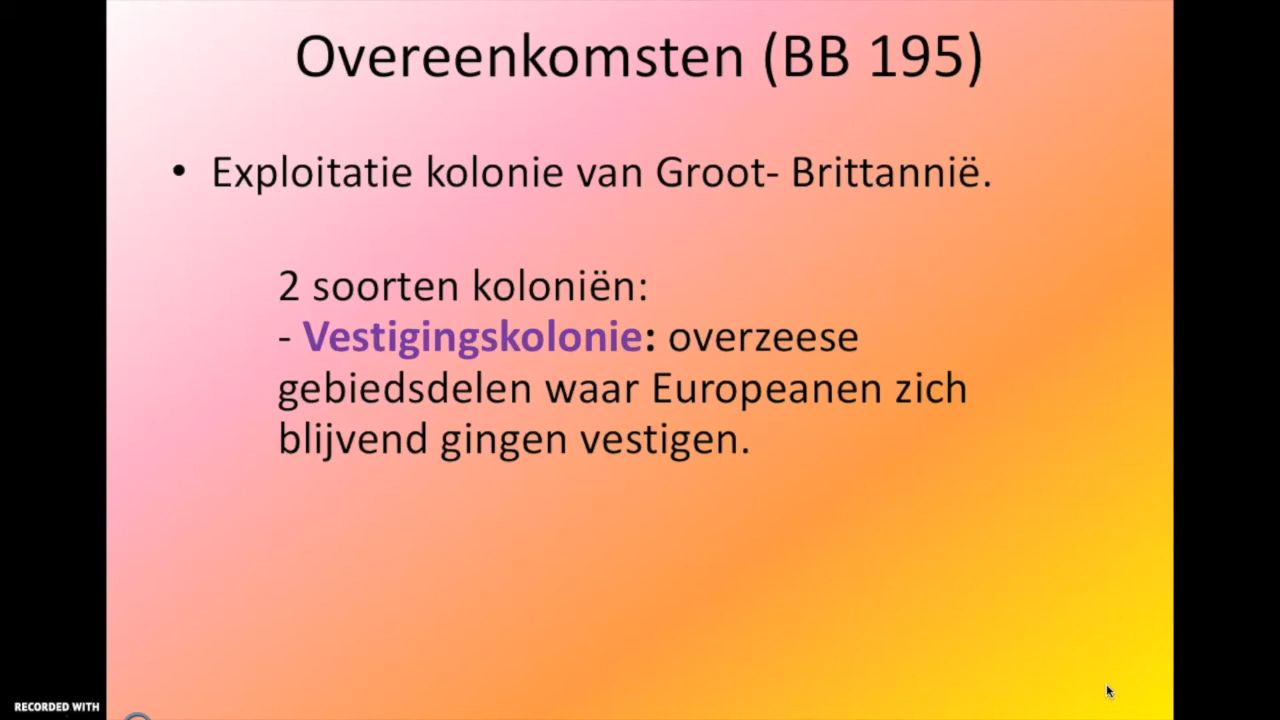 Overeenkomsten (BB 195)
• Exploitatie kolonie van Groot- Brittannië.
2 soorten koloniën:
- Vestigingskolonie: overzeese
gebiedsdelen waar Europeanen zich
blijvend gingen vestigen.
RECORDED WITH